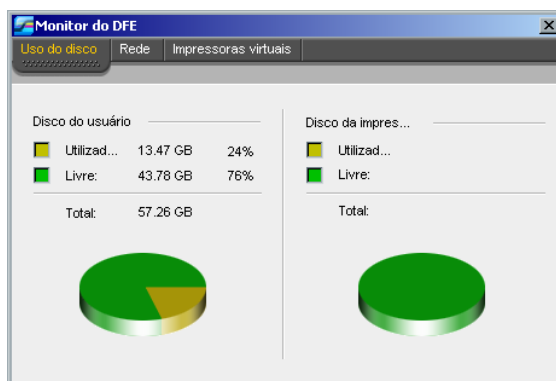 Monitor do DFE
Uso do disco Rede Impressoras virtuais
Disco do usuário
Utilizad... 13.47 GB 24%
Livre: 43.78 GB 76%
Total: 57.26 GB
Disco da impres...
Utilizad...
Livre:
Total: